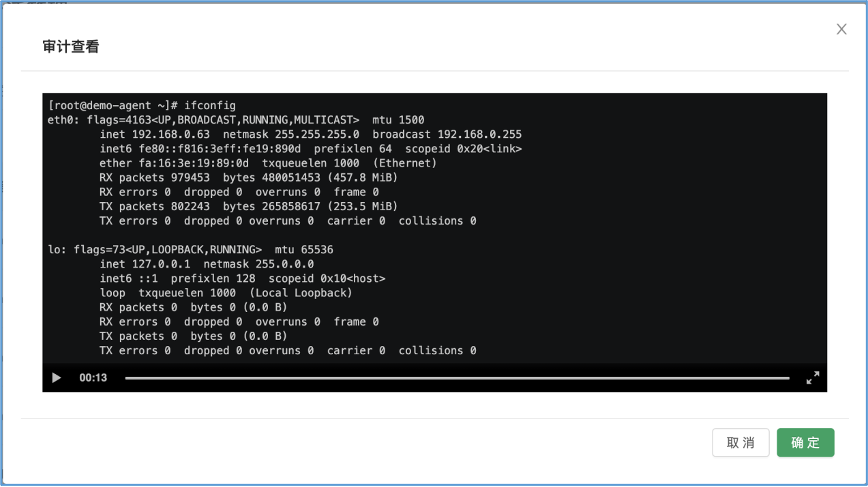 审计查看
[root@demo-agent ~]# ifconfig
eth0: flags=4163<UP,BROADCAST,RUNNING,MULTICAST>  mtu 1500
        inet 192.168.0.63  netmask 255.255.255.0  broadcast 192.168.0.255
        inet6 fe80::f816:3eff:fe19:890d  prefixlen 64  scopeid 0x20<link>
        ether fa:16:3e:19:89:0d  txqueuelen 1000  (Ethernet)
        RX packets 979453  bytes 480051453 (457.8 MiB)
        RX errors 0  dropped 0  overruns 0  frame 0
        TX packets 802243  bytes 265858617 (253.5 MiB)
        TX errors 0  dropped 0 overruns 0  carrier 0  collisions 0
lo: flags=73<UP,LOOPBACK,RUNNING>  mtu 65536
        inet 127.0.0.1  netmask 255.0.0.0
        inet6 ::1  prefixlen 128  scopeid 0x10<host>
        loop  txqueuelen 1000  (Local Loopback)
        RX packets 0  bytes 0 (0.0 B)
        RX errors 0  dropped 0  overruns 0  frame 0
        TX packets 0  bytes 0 (0.0 B)
        TX errors 0  dropped 0 overruns 0  carrier 0  collisions 0
00:13
取消 确定